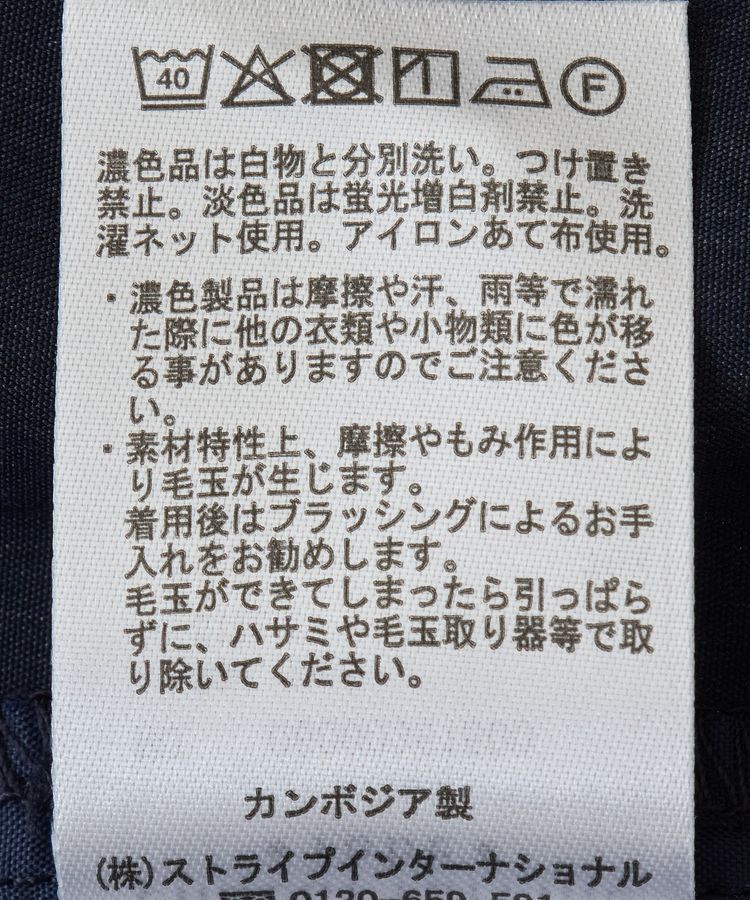 40 F
濃色品は白物と分別洗い。つけ置き
禁止。淡色品は蛍光増白剤禁止。洗
濯ネット使用。アイロンあて布使用。
・濃色製品は摩擦や汗、雨等で濡れ
た際に他の衣類や小物類に色が移
る事がありますのでご注意くださ
い。
・素材特性上、摩擦やもみ作用によ
り毛玉が生じます。
着用後はブラッシングによるお手
入れをお勧めします。
毛玉ができてしまったら引っぱら
ずに、ハサミや毛玉取り器等で取
り除いてください。
カンボジア製
(株)ストライプインターナショナル
0120-659-591